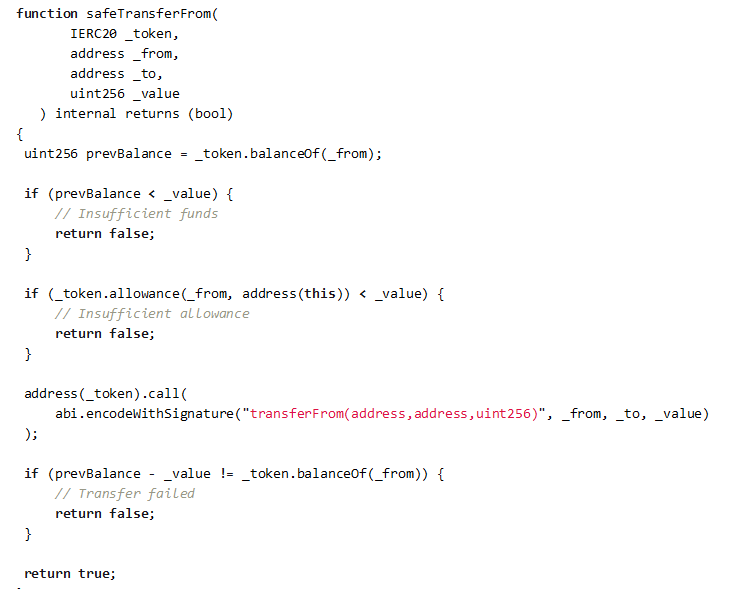 function safeTransferFrom(
IERC20 _token,
address _from,
address _to,
uint256 _value
) internal returns (bool)
{
uint256 prevBalance = _token.balanceOf(_from);
if (prevBalance < _value) {
// Insufficient funds
return false;
}
if (_token.allowance(_from, address(this)) < _value) {
// Insufficient allowance
return false;
}
address(_token).call(
abi.encodeWithSignature("transferFrom(address,address,uint256)", _from, _to, _value)
);
if (prevBalance - _value != _token.balanceOf(_from)) {
// Transfer failed
return false;
}
return true;